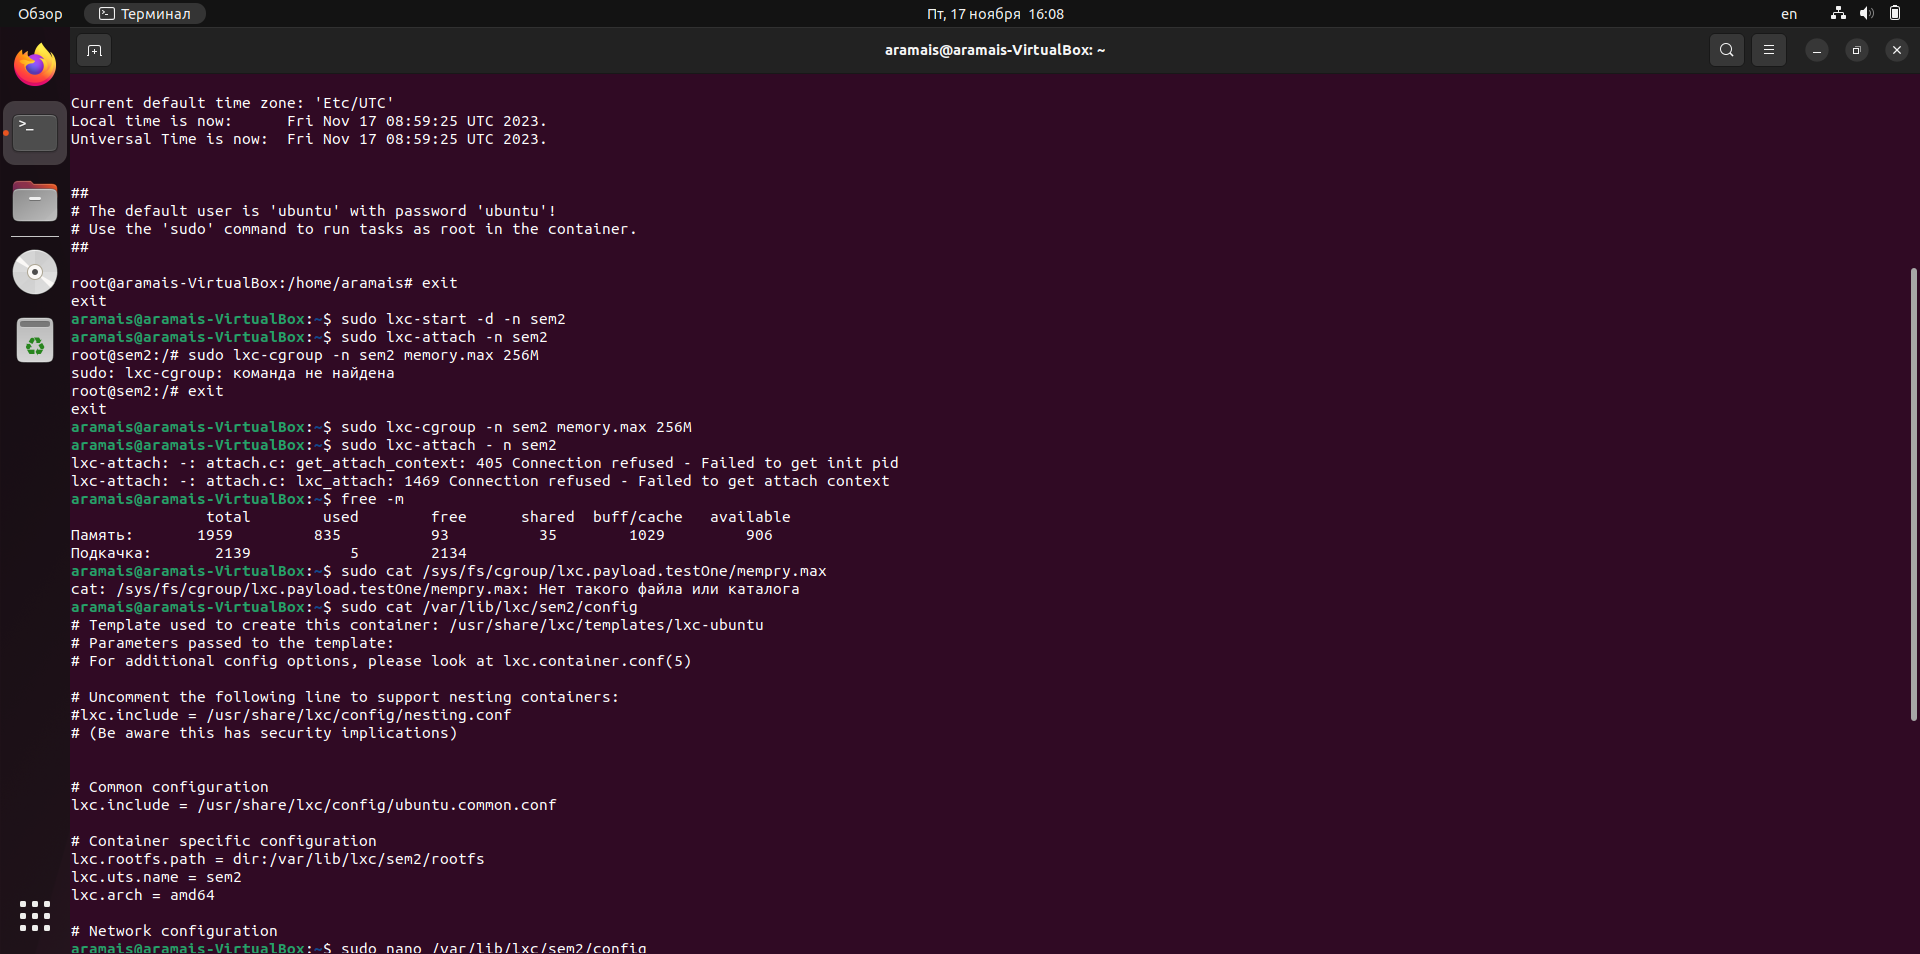 Обзор
Терминал
Пт, 17 ноября 16:08
en
aramais@aramais-VirtualBox: ~
Current default time zone: 'Etc/UTC'
Local time is now:      Fri Nov 17 08:59:25 UTC 2023.
Universal Time is now:  Fri Nov 17 08:59:25 UTC 2023.
##
# The default user is 'ubuntu' with password 'ubuntu'!
# Use the 'sudo' command to run tasks as root in the container.
##
root@aramais-VirtualBox:/home/aramais# exit
exit
aramais@aramais-VirtualBox:~$ sudo lxc-start -d -n sem2
aramais@aramais-VirtualBox:~$ sudo lxc-attach -n sem2
root@sem2:/# sudo lxc-cgroup -n sem2 memory.max 256M
sudo: lxc-cgroup: команда не найдена
root@sem2:/# exit
exit
aramais@aramais-VirtualBox:~$ sudo lxc-cgroup -n sem2 memory.max 256M
aramais@aramais-VirtualBox:~$ sudo lxc-attach - n sem2
lxc-attach: -: attach.c: get_attach_context: 405 Connection refused - Failed to get init pid
lxc-attach: -: attach.c: lxc_attach: 1469 Connection refused - Failed to get attach context
aramais@aramais-VirtualBox:~$ free -m
               total        used        free      shared  buff/cache   available
Память:       1959         835          93          35        1029         906
Подкачка:       2139           5        2134
aramais@aramais-VirtualBox:~$ sudo cat /sys/fs/cgroup/lxc.payload.testOne/mempry.max
cat: /sys/fs/cgroup/lxc.payload.testOne/mempry.max: Нет такого файла или каталога
aramais@aramais-VirtualBox:~$ sudo cat /var/lib/lxc/sem2/config
# Template used to create this container: /usr/share/lxc/templates/lxc-ubuntu
# Parameters passed to the template:
# For additional config options, please look at lxc.container.conf(5)
# Uncomment the following line to support nesting containers:
#lxc.include = /usr/share/lxc/config/nesting.conf
# (Be aware this has security implications)
# Common configuration
lxc.include = /usr/share/lxc/config/ubuntu.common.conf
# Container specific configuration
lxc.rootfs.path = dir:/var/lib/lxc/sem2/rootfs
lxc.uts.name = sem2
lxc.arch = amd64
# Network configuration
aramais@aramais-VirtualBox:~$ sudo nano /var/lib/lxc/sem2/config